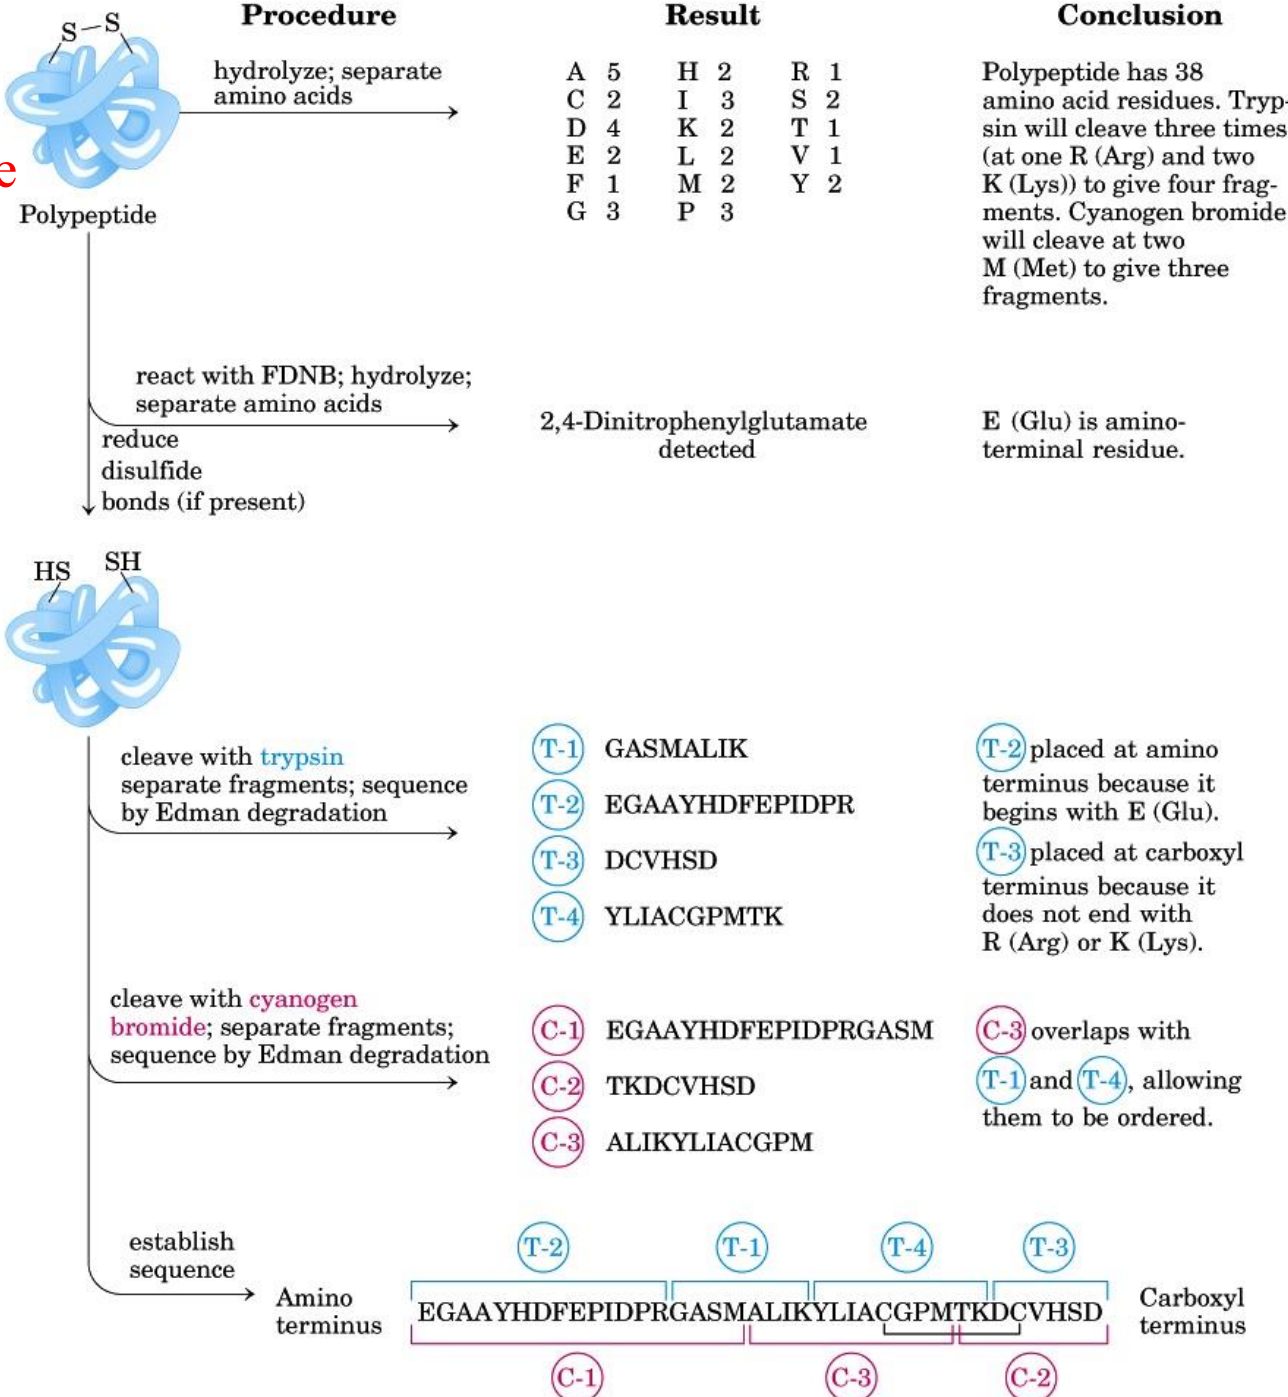 Procedure
Result
Conclusion
S–S
e
Polypeptide
hydrolyze; separate
amino acids
A 5 H 2 R 1
C 2 I 3 S 2
D 4 K 2 T 1
E 2 L 2 V 1
F 1 M 2 Y 2
G 3 P 3
Polypeptide has 38
amino acid residues. Tryp-
sin will cleave three times
(at one R (Arg) and two
K (Lys)) to give four frag-
ments. Cyanogen bromide
will cleave at two
M (Met) to give three
fragments.
react with FDNB; hydrolyze;
separate amino acids
2,4-Dinitrophenylglutamate
detected
E (Glu) is amino-
terminal residue.
reduce
disulfide
bonds (if present)
HS SH
cleave with trypsin
separate fragments; sequence
by Edman degradation
T-1 GASMALIK
T-2 EGAAYHDFEPIDPR
T-3 DCVHSD
T-4 YLIACGPMTK
T-2 placed at amino
terminus because it
begins with E (Glu).
T-3 placed at carboxyl
terminus because it
does not end with
R (Arg) or K (Lys).
cleave with cyanogen
bromide; separate fragments;
sequence by Edman degradation
C-1 EGAAYHDFEPIDPRGASM
C-2 TKDCVHSD
C-3 ALIKYLIACGPM
C-3 overlaps with
T-1 and T-4, allowing
them to be ordered.
establish
sequence
T-2 T-1 T-4 T-3
Amino
terminus
EGAAYHDFEPIDPRGASMALIKYLIACGPMTKDCVHSD
Carboxyl
terminus
C-1 C-3 C-2